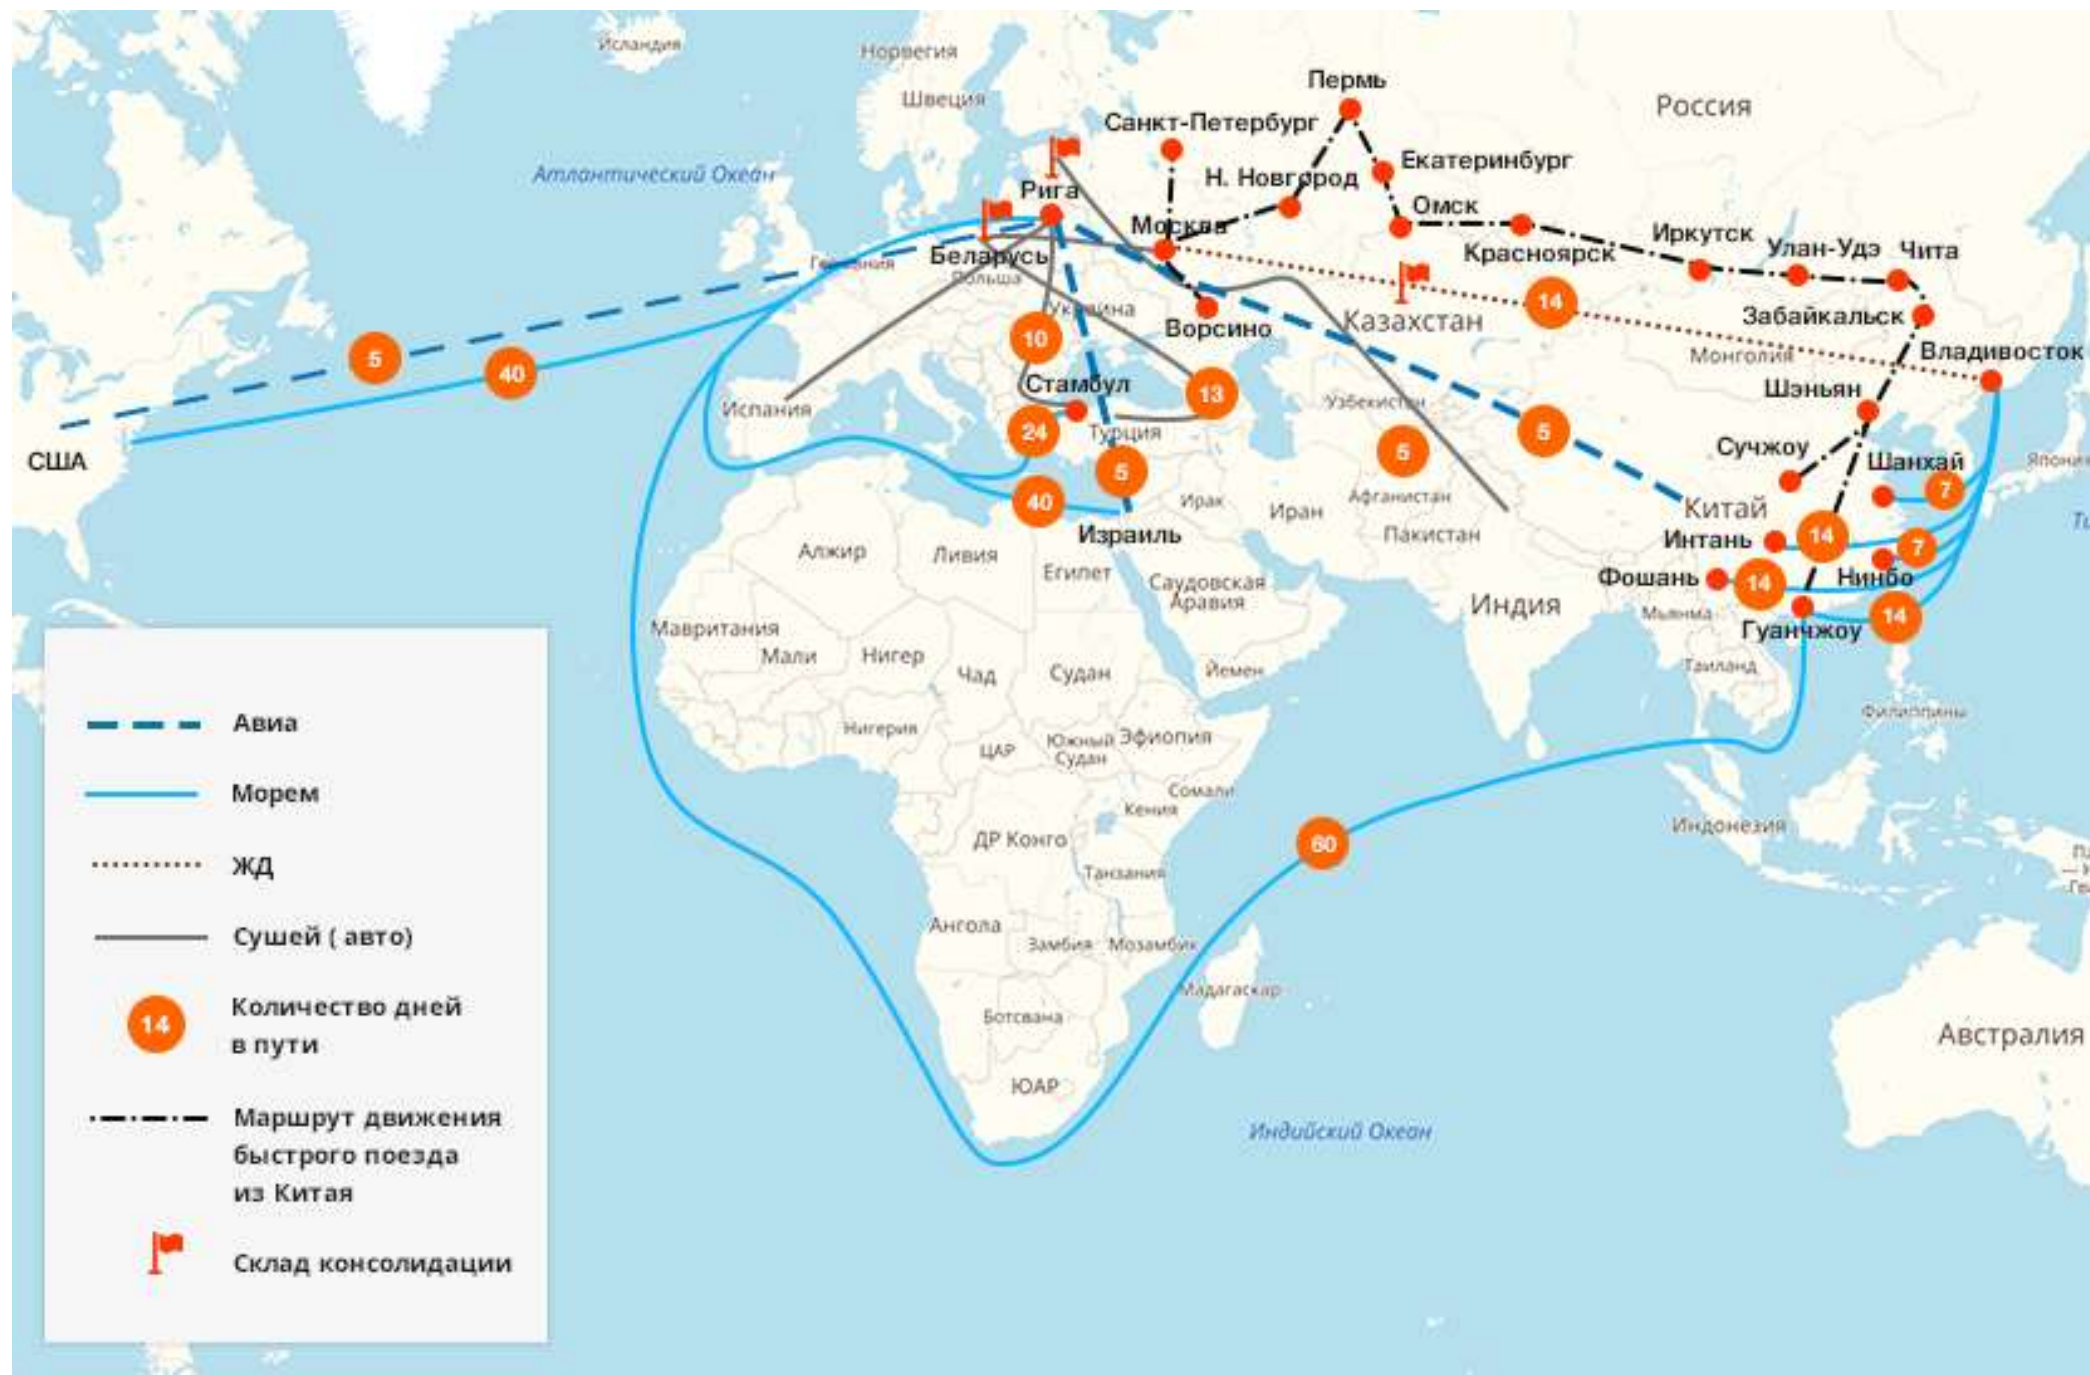 Исландия
Норвегия
Швеция
Россия
Пермь
Санкт-Петербург
Екатеринбург
Атлантический Океан
Н. Новгород
Рига
Омск
Москва
Красноярск
Иркутск
Улан-Удэ
Чита
Беларусь
Германия
Польша
Украина
Ворсино
Казахстан
14
Забайкальск
Монголия
Владивосток
5
40
10
Стамбул
13
Испания
Турция
24
Узбекистан
5
5
Шэньян
Сучжоу
Шанхай
7
США
5
40
Израиль
Ирак
Иран
Афганистан
Пакистан
Китай
Интань
14
7
Фошань
14
Нинбо
14
Гуанчжоу
Алжир
Ливия
Египет
Саудовская
Аравия
Индия
Мьянма
Таиланд
Филиппины
Мавритания
Мали
Нигер
Чад
Судан
Йемен
Нигерия
ЦАР
Южный
Судан
Эфиопия
Сомали
Кения
ДР Конго
Танзания
60
Индонезия
Ангола
Замбия
Мозамбик
Мадагаскар
Ботсвана
ЮАР
Австралия
Индийский Океан
Авиа
Морем
ЖД
Сушей ( авто)
14
Количество дней
в пути
Маршрут движения
быстрого поезда
из Китая
Склад консолидации